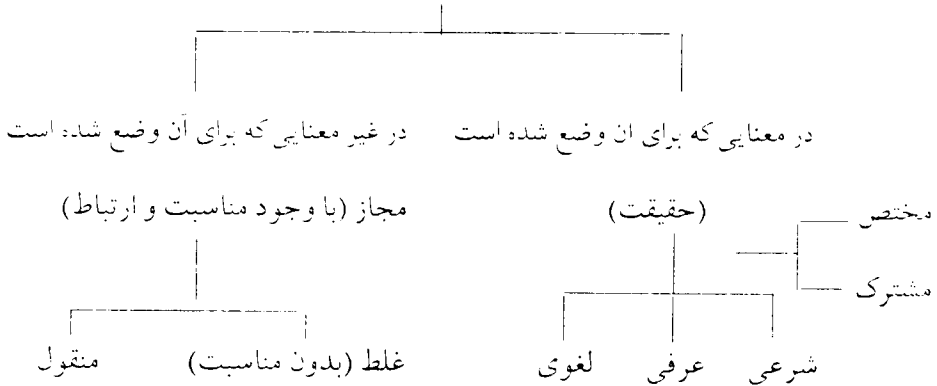 در معنایی که برای ان وضع شده است
در غیر معنایی که برای آن وضع شده است
(حقیقت)
مجاز (با وجود مناسبت و ارتباط)
مختص
مشترک
شرعی
عرفی
لغوی
غلط (بدون مناسبت)
منقول